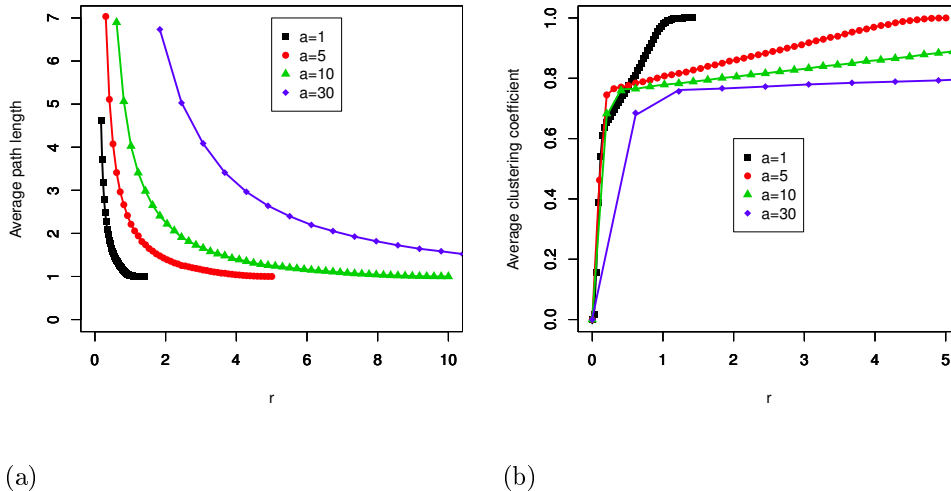 Average path length
7
6
5
4
3
2
1
0
0 2 4 6 8 10
r
a=1
a=5
a=10
a=30
(a)
Average clustering coefficient
1.0
0.8
0.6
0.4
0.2
0.0
0 1 2 3 4 5
r
a=1
a=5
a=10
a=30
(b)